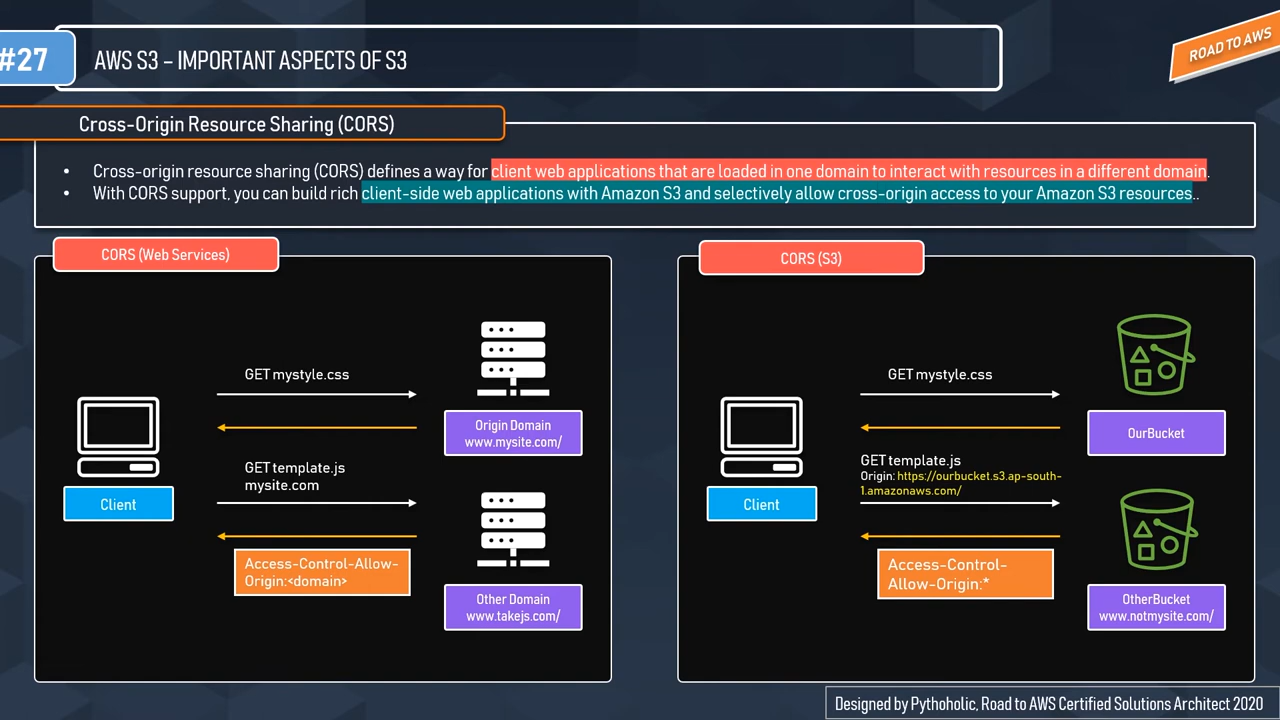 #27
AWS S3 – IMPORTANT ASPECTS OF S3
ROAD TO AWS
Cross-Origin Resource Sharing (CORS)
• Cross-origin resource sharing (CORS) defines a way for client web applications that are loaded in one domain to interact with resources in a different domain.
• With CORS support, you can build rich client-side web applications with Amazon S3 and selectively allow cross-origin access to your Amazon S3 resources..
CORS (Web Services)
GET mystyle.css
Origin Domain
www.mysite.com/
GET template.js
mysite.com
Client
Access-Control-Allow-
Origin:<domain>
Other Domain
www.takejs.com/
CORS (S3)
GET mystyle.css
OurBucket
GET template.js
Origin: https://ourbucket.s3.ap-south-
1.amazonaws.com/
Client
Access-Control-
Allow-Origin:*
OtherBucket
www.notmysite.com/
Designed by Pythoholic, Road to AWS Certified Solutions Architect 2020